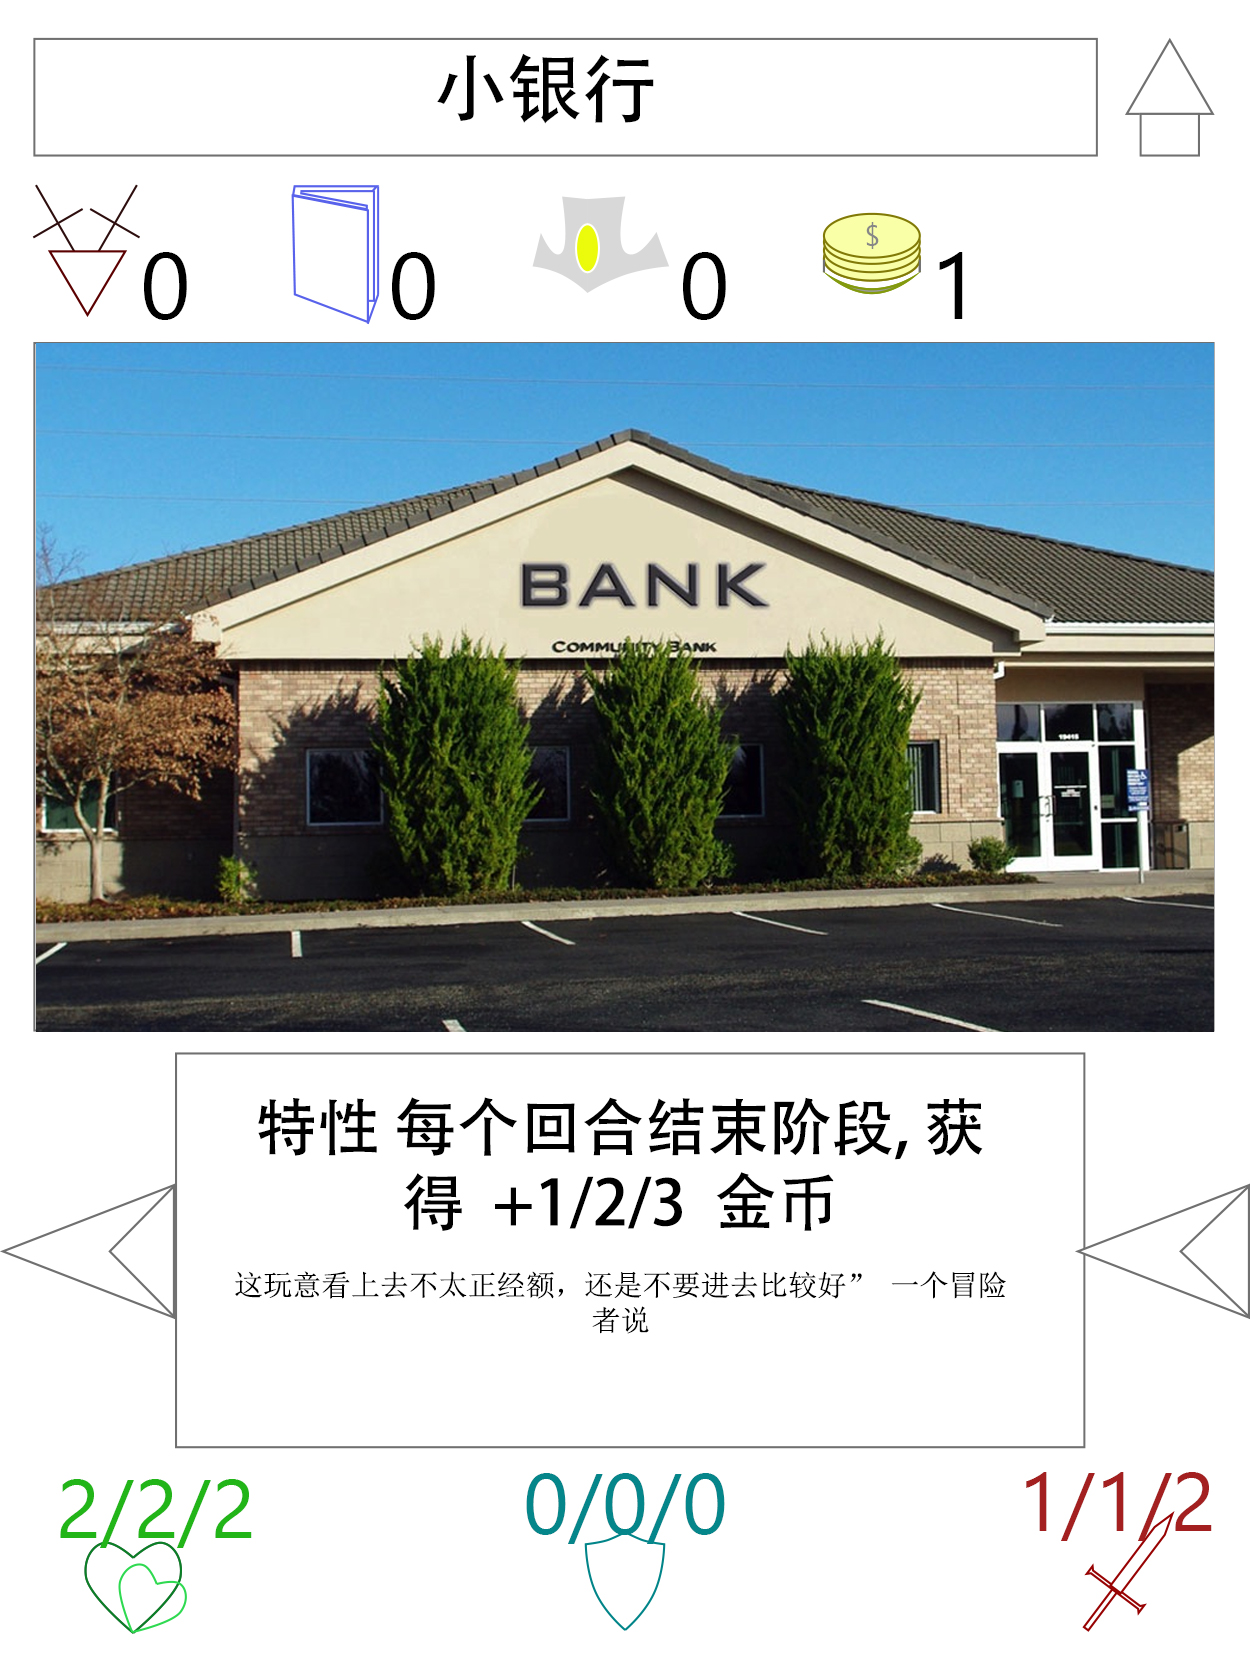 小银行
0 0 0 $ 1
BANK
COMMUNITY BANK
19415
特性 每个回合结束阶段, 获
得 +1/2/3 金币
这玩意看上去不太正经额，还是不要进去比较好” 一个冒险
者说
2/2/2 0/0/0 1/1/2